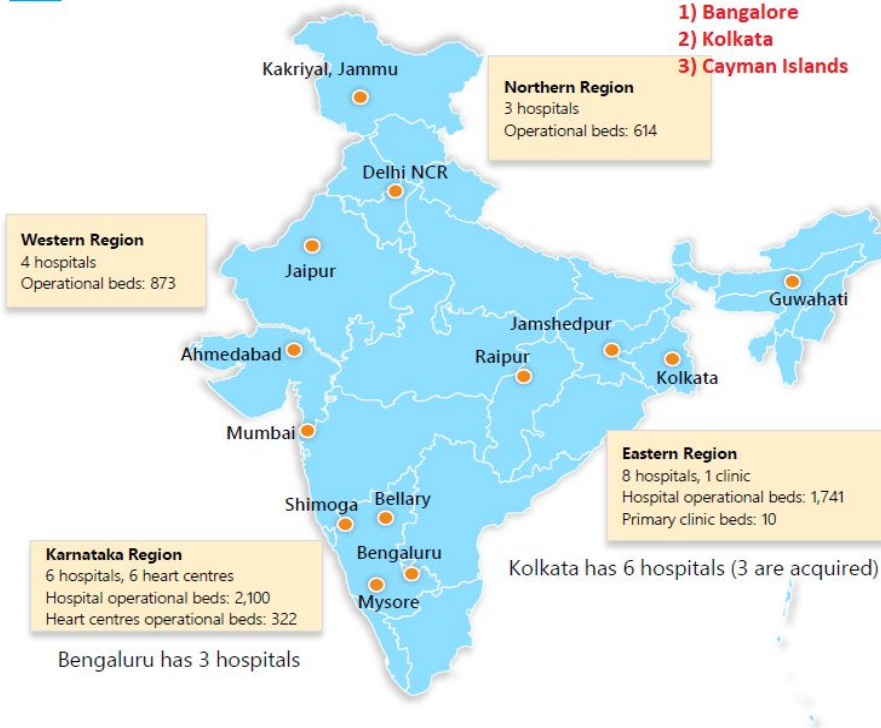 1) Bangalore
2) Kolkata
3) Cayman Islands
Kakriyal, Jammu
Northern Region
3 hospitals
Operational beds: 614
Delhi NCR
Western Region
4 hospitals
Operational beds: 873
Jaipur
Guwahati
Jamshedpur
Ahmedabad
Raipur
Kolkata
Mumbai
Eastern Region
8 hospitals, 1 clinic
Hospital operational beds: 1,741
Primary clinic beds: 10
Shimoga
Bellary
Karnataka Region
6 hospitals, 6 heart centres
Hospital operational beds: 2,100
Heart centres operational beds: 322
Bengaluru
Mysore
Kolkata has 6 hospitals (3 are acquired)
Bengaluru has 3 hospitals